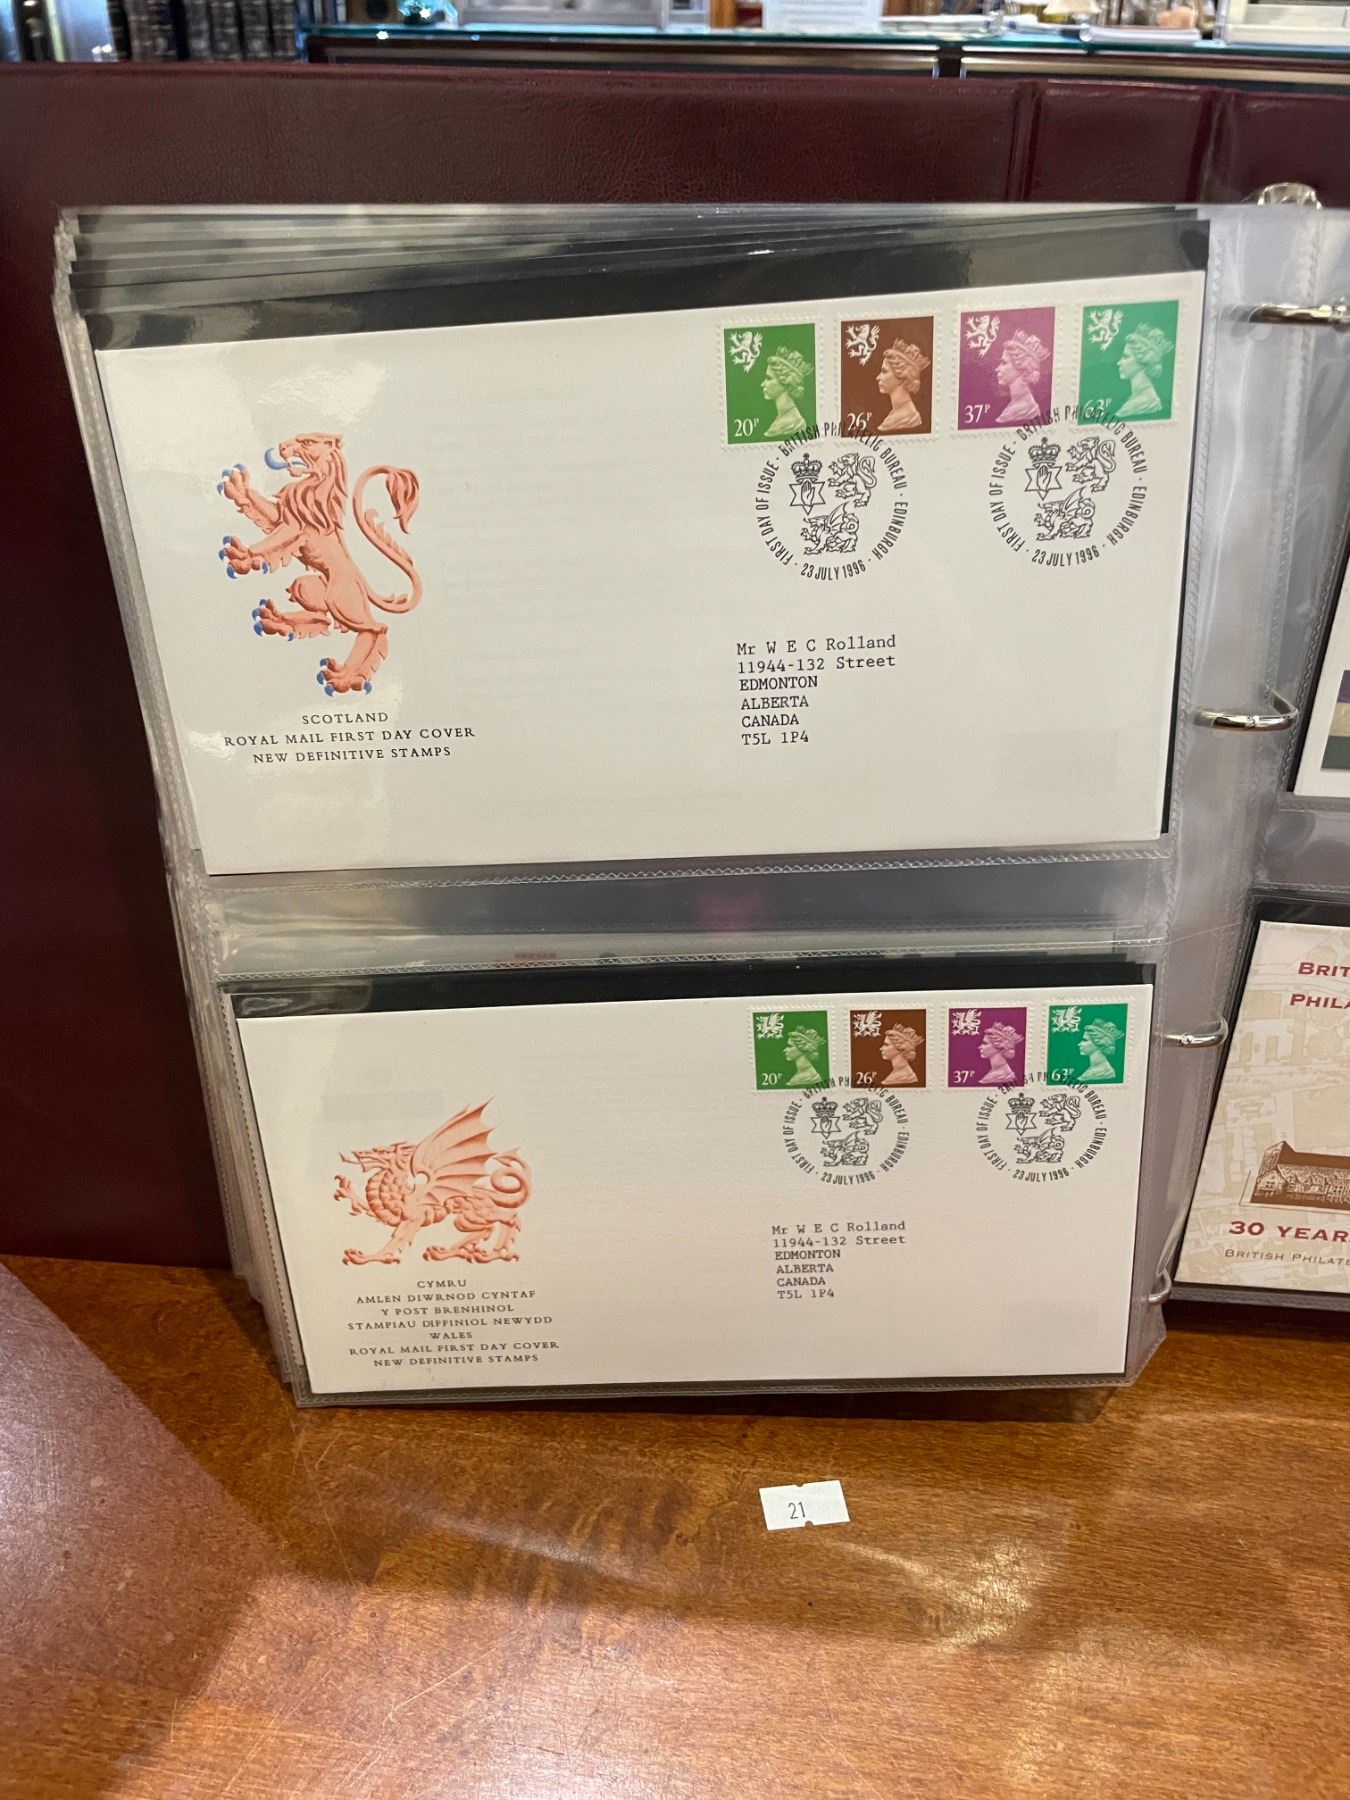 20P
26P
37P
63P
FIRST DAY OF ISSUE · BRITISH PHILATELIC BUREAU · EDINBURGH ·
23 JULY 1996
FIRST DAY OF ISSUE · BRITISH PHILATELIC BUREAU · EDINBURGH ·
23 JULY 1996
Mr W E C Rolland
11944-132 Street
EDMONTON
ALBERTA
CANADA
T5L 1P4
SCOTLAND
ROYAL MAIL FIRST DAY COVER
NEW DEFINITIVE STAMPS
20P
26P
37P
63P
FIRST DAY OF ISSUE · BRITISH PHILATELIC BUREAU · EDINBURGH ·
23 JULY 1996
FIRST DAY OF ISSUE · BRITISH PHILATELIC BUREAU · EDINBURGH ·
23 JULY 1996
Mr W E C Rolland
11944-132 Street
EDMONTON
ALBERTA
CANADA
T5L 1P4
CYMRU
AMLEN DIWRNOD CYNTAF
Y POST BRENHINOL
STAMPIAU DIFFINIOL NEWYDD
WALES
ROYAL MAIL FIRST DAY COVER
NEW DEFINITIVE STAMPS
BRIT
PHILA
30 YEAR
BRITISH PHILATE
21